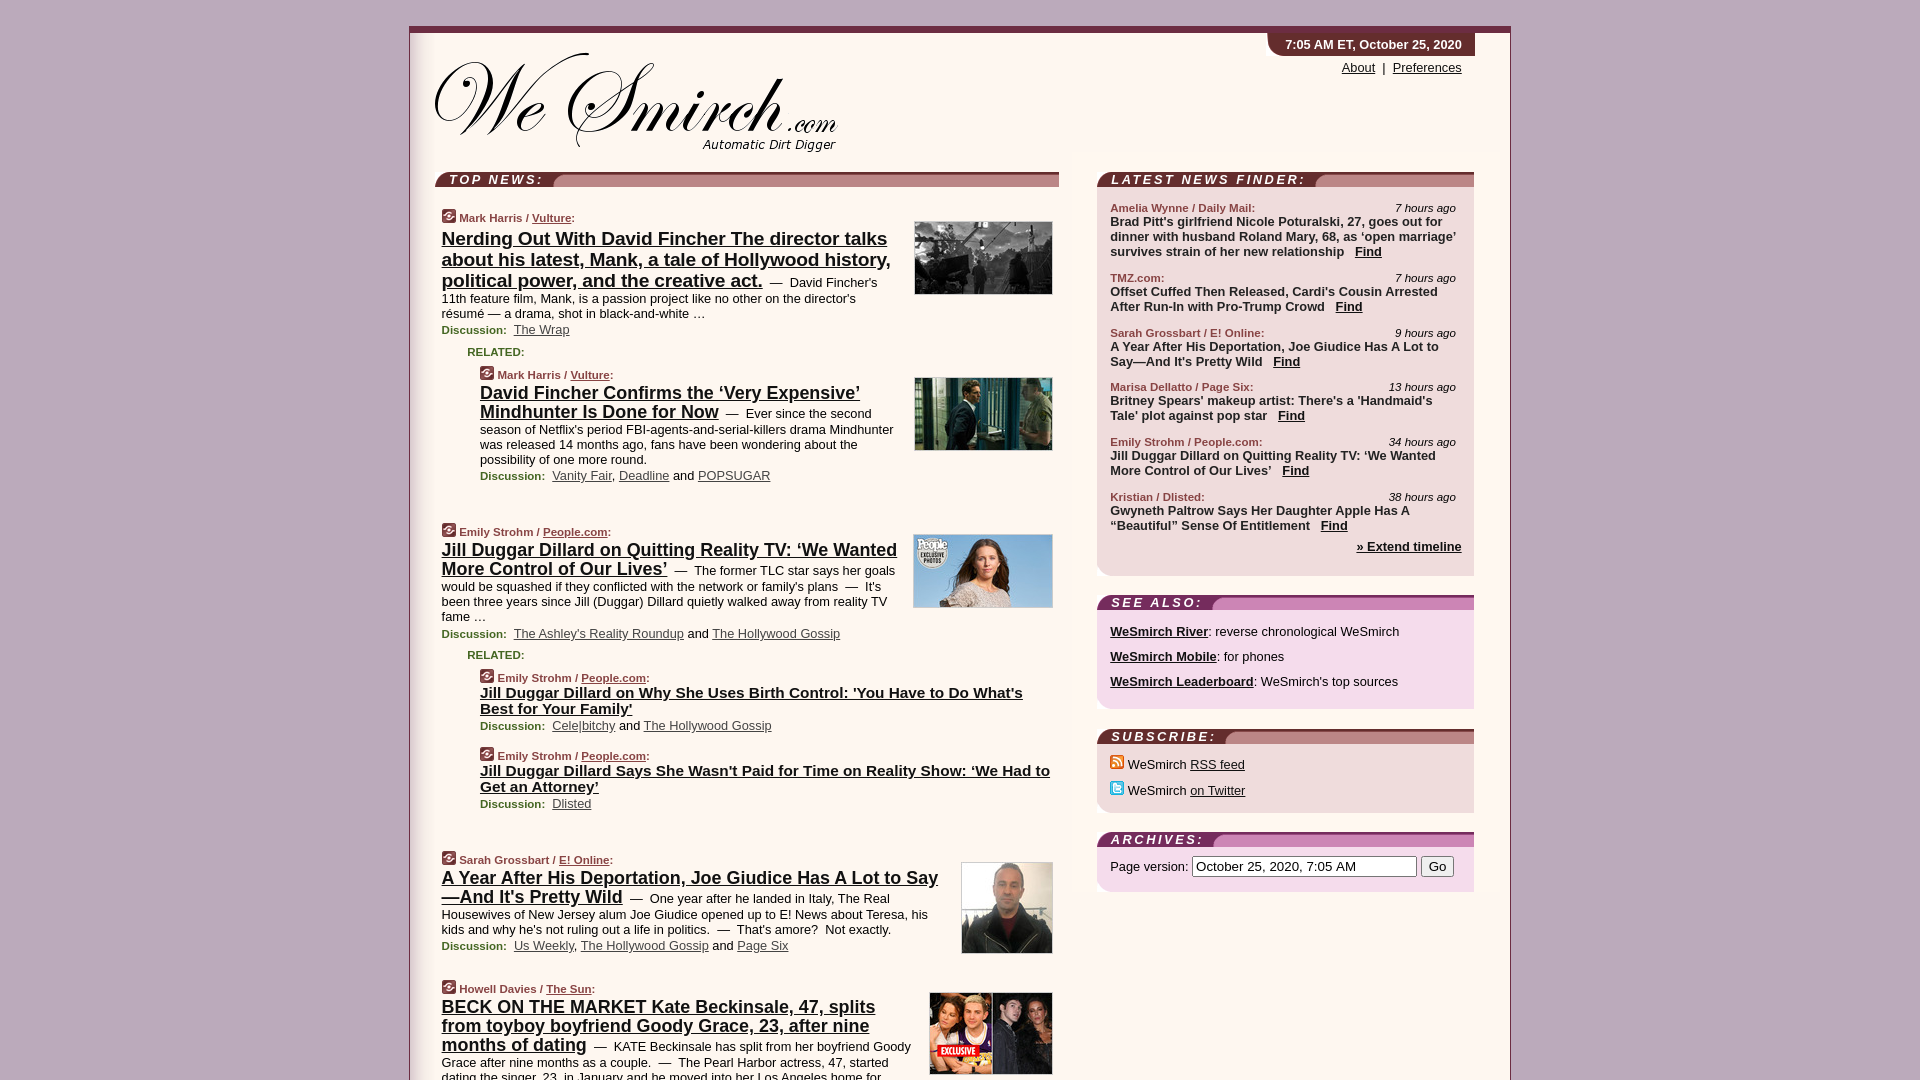 7:05 AM ET, October 25, 2020
About | Preferences
We Smirch .com
Automatic Dirt Digger
TOP NEWS:
Mark Harris / Vulture:
Nerding Out With David Fincher The director talks
about his latest, Mank, a tale of Hollywood history,
political power, and the creative act. — David Fincher's
11th feature film, Mank, is a passion project like no other on the director's
résumé — a drama, shot in black-and-white …
Discussion: The Wrap
RELATED:
Mark Harris / Vulture:
David Fincher Confirms the ‘Very Expensive’
Mindhunter Is Done for Now — Ever since the second
season of Netflix's period FBI-agents-and-serial-killers drama Mindhunter
was released 14 months ago, fans have been wondering about the
possibility of one more round.
Discussion: Vanity Fair, Deadline and POPSUGAR
Emily Strohm / People.com:
Jill Duggar Dillard on Quitting Reality TV: ‘We Wanted
More Control of Our Lives’ — The former TLC star says her goals
would be squashed if they conflicted with the network or family's plans — It's
been three years since Jill (Duggar) Dillard quietly walked away from reality TV
fame …
People
EXCLUSIVE
PHOTOS
Discussion: The Ashley's Reality Roundup and The Hollywood Gossip
RELATED:
Emily Strohm / People.com:
Jill Duggar Dillard on Why She Uses Birth Control: 'You Have to Do What's
Best for Your Family'
Discussion: Cele|bitchy and The Hollywood Gossip
Emily Strohm / People.com:
Jill Duggar Dillard Says She Wasn't Paid for Time on Reality Show: ‘We Had to
Get an Attorney’
Discussion: Dlisted
Sarah Grossbart / E! Online:
A Year After His Deportation, Joe Giudice Has A Lot to Say
—And It's Pretty Wild — One year after he landed in Italy, The Real
Housewives of New Jersey alum Joe Giudice opened up to E! News about Teresa, his
kids and why he's not ruling out a life in politics. — That's amore? Not exactly.
Discussion: Us Weekly, The Hollywood Gossip and Page Six
Howell Davies / The Sun:
BECK ON THE MARKET Kate Beckinsale, 47, splits
from toyboy boyfriend Goody Grace, 23, after nine
months of dating — KATE Beckinsale has split from her boyfriend Goody
Grace after nine months as a couple. — The Pearl Harbor actress, 47, started
dating the singer, 23, in January and he moved into her Los Angeles home for
EXCLUSIVE
LATEST NEWS FINDER:
Amelia Wynne / Daily Mail: 7 hours ago
Brad Pitt's girlfriend Nicole Poturalski, 27, goes out for
dinner with husband Roland Mary, 68, as ‘open marriage’
survives strain of her new relationship Find
TMZ.com: 7 hours ago
Offset Cuffed Then Released, Cardi's Cousin Arrested
After Run-In with Pro-Trump Crowd Find
Sarah Grossbart / E! Online: 9 hours ago
A Year After His Deportation, Joe Giudice Has A Lot to
Say—And It's Pretty Wild Find
Marisa Dellatto / Page Six: 13 hours ago
Britney Spears' makeup artist: There's a 'Handmaid's
Tale' plot against pop star Find
Emily Strohm / People.com: 34 hours ago
Jill Duggar Dillard on Quitting Reality TV: ‘We Wanted
More Control of Our Lives’ Find
Kristian / Dlisted: 38 hours ago
Gwyneth Paltrow Says Her Daughter Apple Has A
“Beautiful” Sense Of Entitlement Find
» Extend timeline
SEE ALSO:
WeSmirch River: reverse chronological WeSmirch
WeSmirch Mobile: for phones
WeSmirch Leaderboard: WeSmirch's top sources
SUBSCRIBE:
WeSmirch RSS feed
WeSmirch on Twitter
ARCHIVES:
Page version: October 25, 2020, 7:05 AM Go